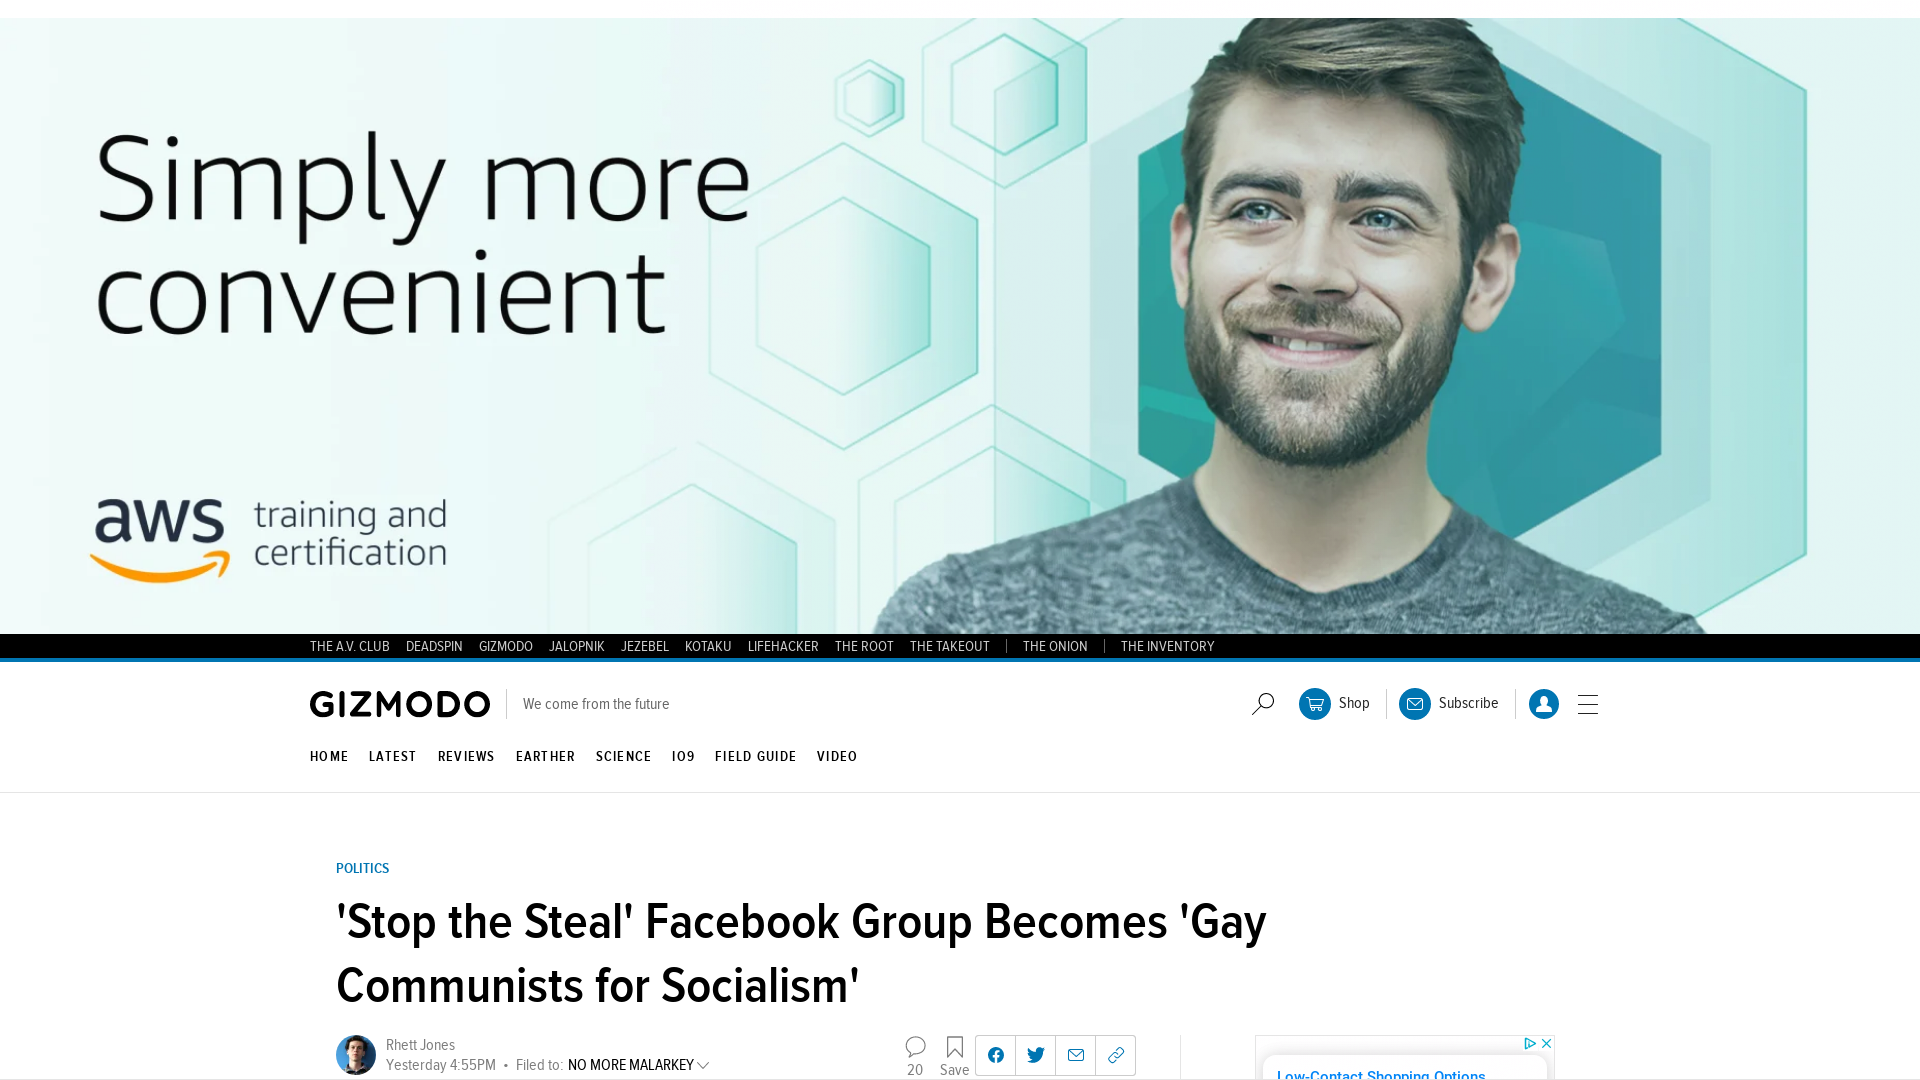 Simply more
convenient
aws training and
certification
THE A.V. CLUB DEADSPIN GIZMODO JALOPNIK JEZEBEL KOTAKU LIFEHACKER THE ROOT THE TAKEOUT THE ONION THE INVENTORY
GIZMODO We come from the future Shop Subscribe
HOME LATEST REVIEWS EARTHER SCIENCE IO9 FIELD GUIDE VIDEO
POLITICS
'Stop the Steal' Facebook Group Becomes 'Gay
Communists for Socialism'
Rhett Jones
Yesterday 4:55PM • Filed to: NO MORE MALARKEY
20 Save
Low-Contact Shopping Options